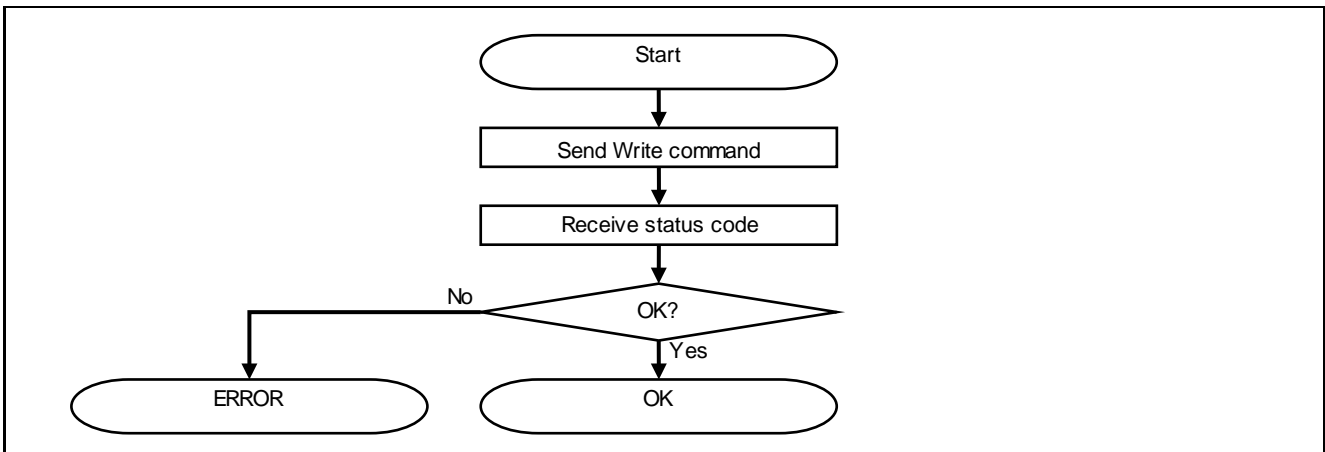 Start
Send Write command
Receive status code
No
OK?
Yes
ERROR
OK